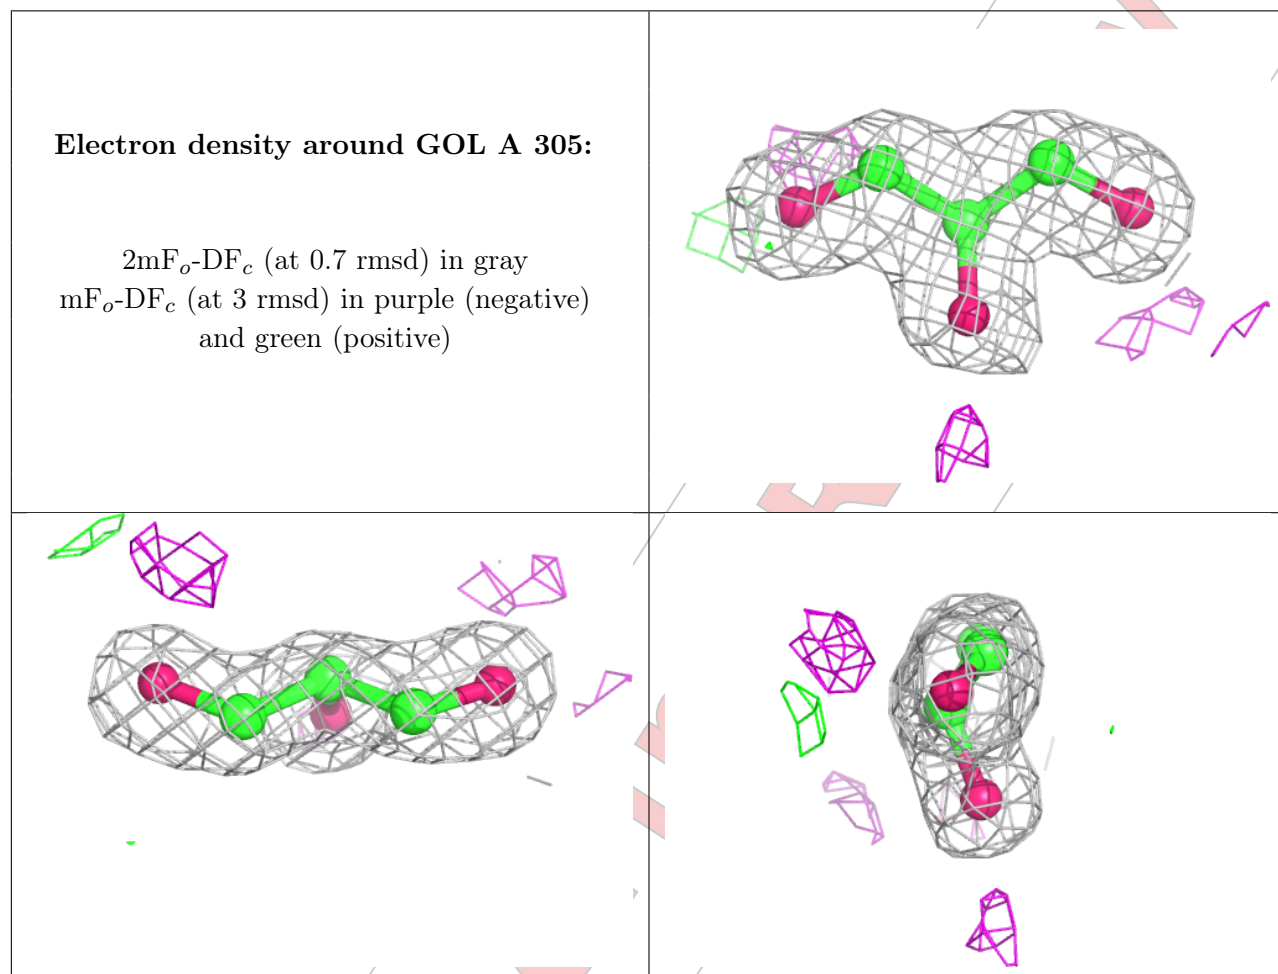 Electron density around GOL A 305:
2mFₒ-DF𝒸 (at 0.7 rmsd) in gray
mFₒ-DF𝒸 (at 3 rmsd) in purple (negative)
and green (positive)